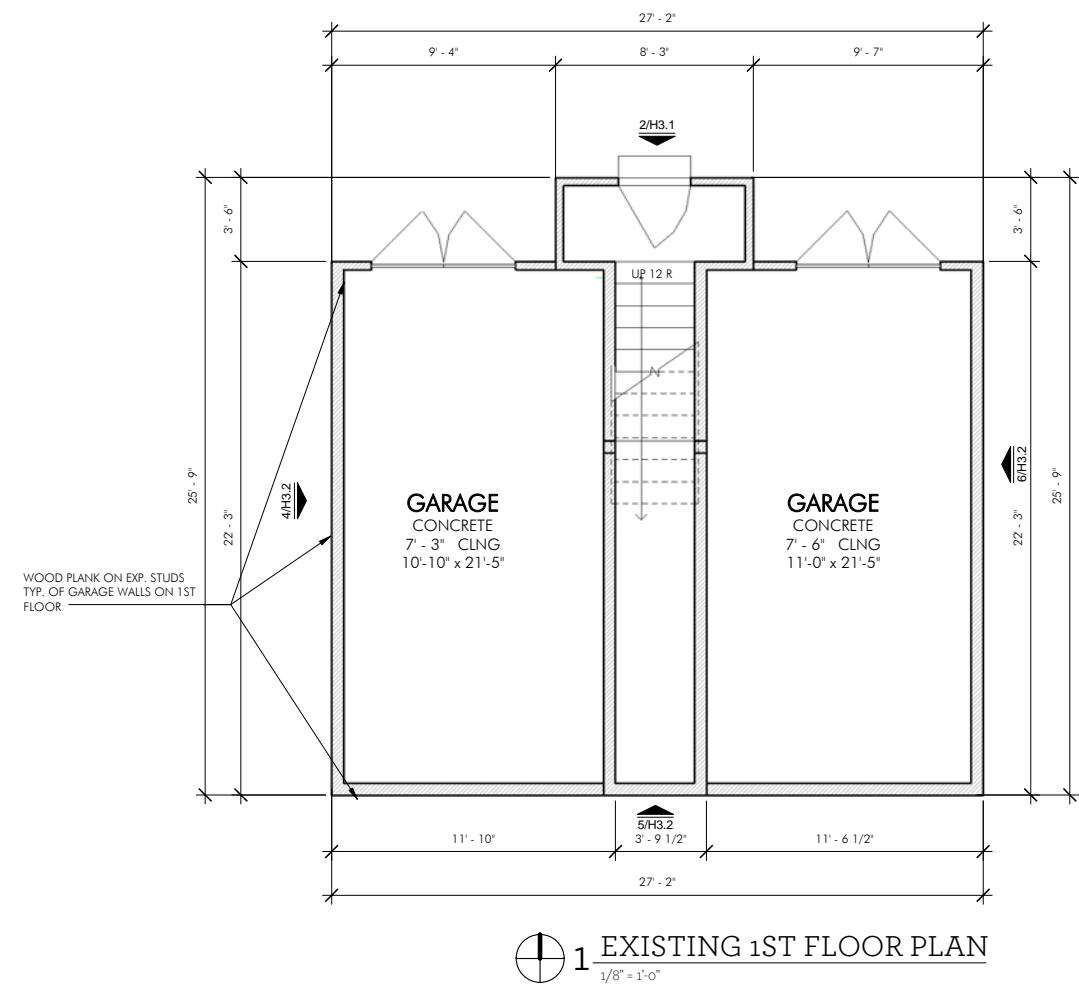 27' - 2"
9' - 4"
8' - 3"
9' - 7"
2/H3.1
3' - 6"
3' - 6"
UP 12 R
N
25' - 9"
22' - 3"
4/H3.2
GARAGE
CONCRETE
7' - 3" CLNG
10'-10" x 21'-5"
GARAGE
CONCRETE
7' - 6" CLNG
11'-0" x 21'-5"
6/H3.2
22' - 3"
25' - 9"
WOOD PLANK ON EXP. STUDS
TYP. OF GARAGE WALLS ON 1ST
FLOOR
5/H3.2
11' - 10"
3' - 9 1/2"
11' - 6 1/2"
27' - 2"
1 EXISTING 1ST FLOOR PLAN
1/8" = 1'-0"